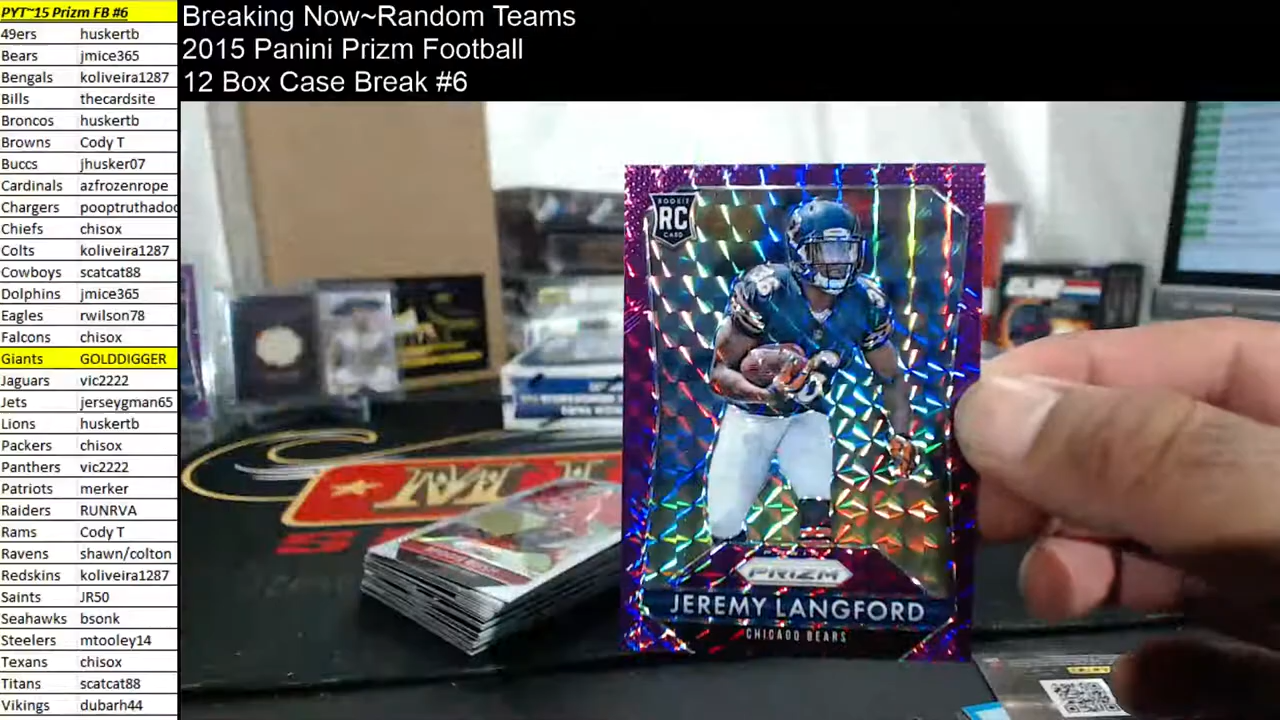 PYT~15 Prizm FB #6
49ers huskertb
Bears jmice365
Bengals koliveira1287
Bills thecardsite
Broncos huskertb
Browns Cody T
Buccs jhusker07
Cardinals azfrozenrope
Chargers pooptruthadoo
Chiefs chisox
Colts koliveira1287
Cowboys scatcat88
Dolphins jmice365
Eagles rwilson78
Falcons chisox
Giants GOLDDIGGER
Jaguars vic2222
Jets jerseygman65
Lions huskertb
Packers chisox
Panthers vic2222
Patriots merker
Raiders RUNRVA
Rams Cody T
Ravens shawn/colton
Redskins koliveira1287
Saints JR50
Seahawks bsonk
Steelers mtooley14
Texans chisox
Titans scatcat88
Vikings dubarh44
Breaking Now~Random Teams
2015 Panini Prizm Football
12 Box Case Break #6
ROOKIE
RC
CARD
PRIZM
JEREMY LANGFORD
CHICAGO BEARS